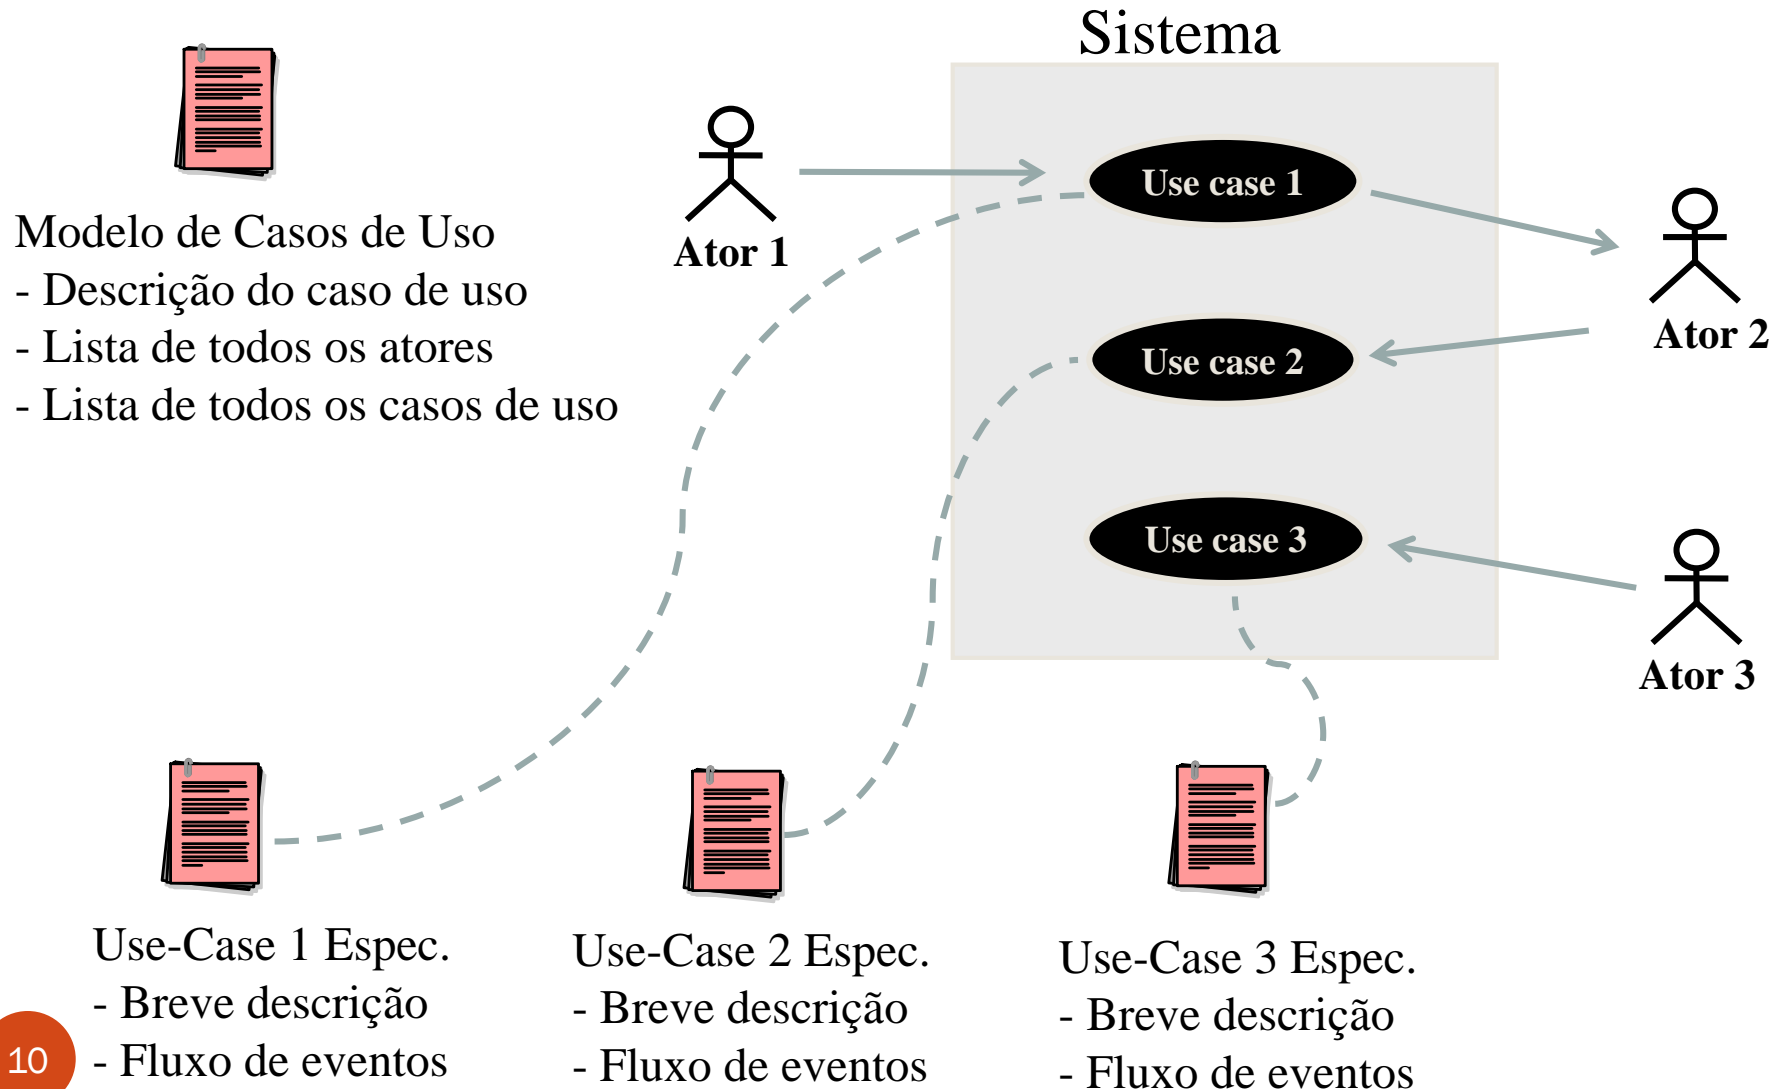 Sistema
Modelo de Casos de Uso
- Descrição do caso de uso
- Lista de todos os atores
- Lista de todos os casos de uso
Ator 1
Use case 1
Use case 2
Use case 3
Ator 2
Ator 3
Use-Case 1 Espec.
- Breve descrição
- Fluxo de eventos
Use-Case 2 Espec.
- Breve descrição
- Fluxo de eventos
Use-Case 3 Espec.
- Breve descrição
- Fluxo de eventos
10